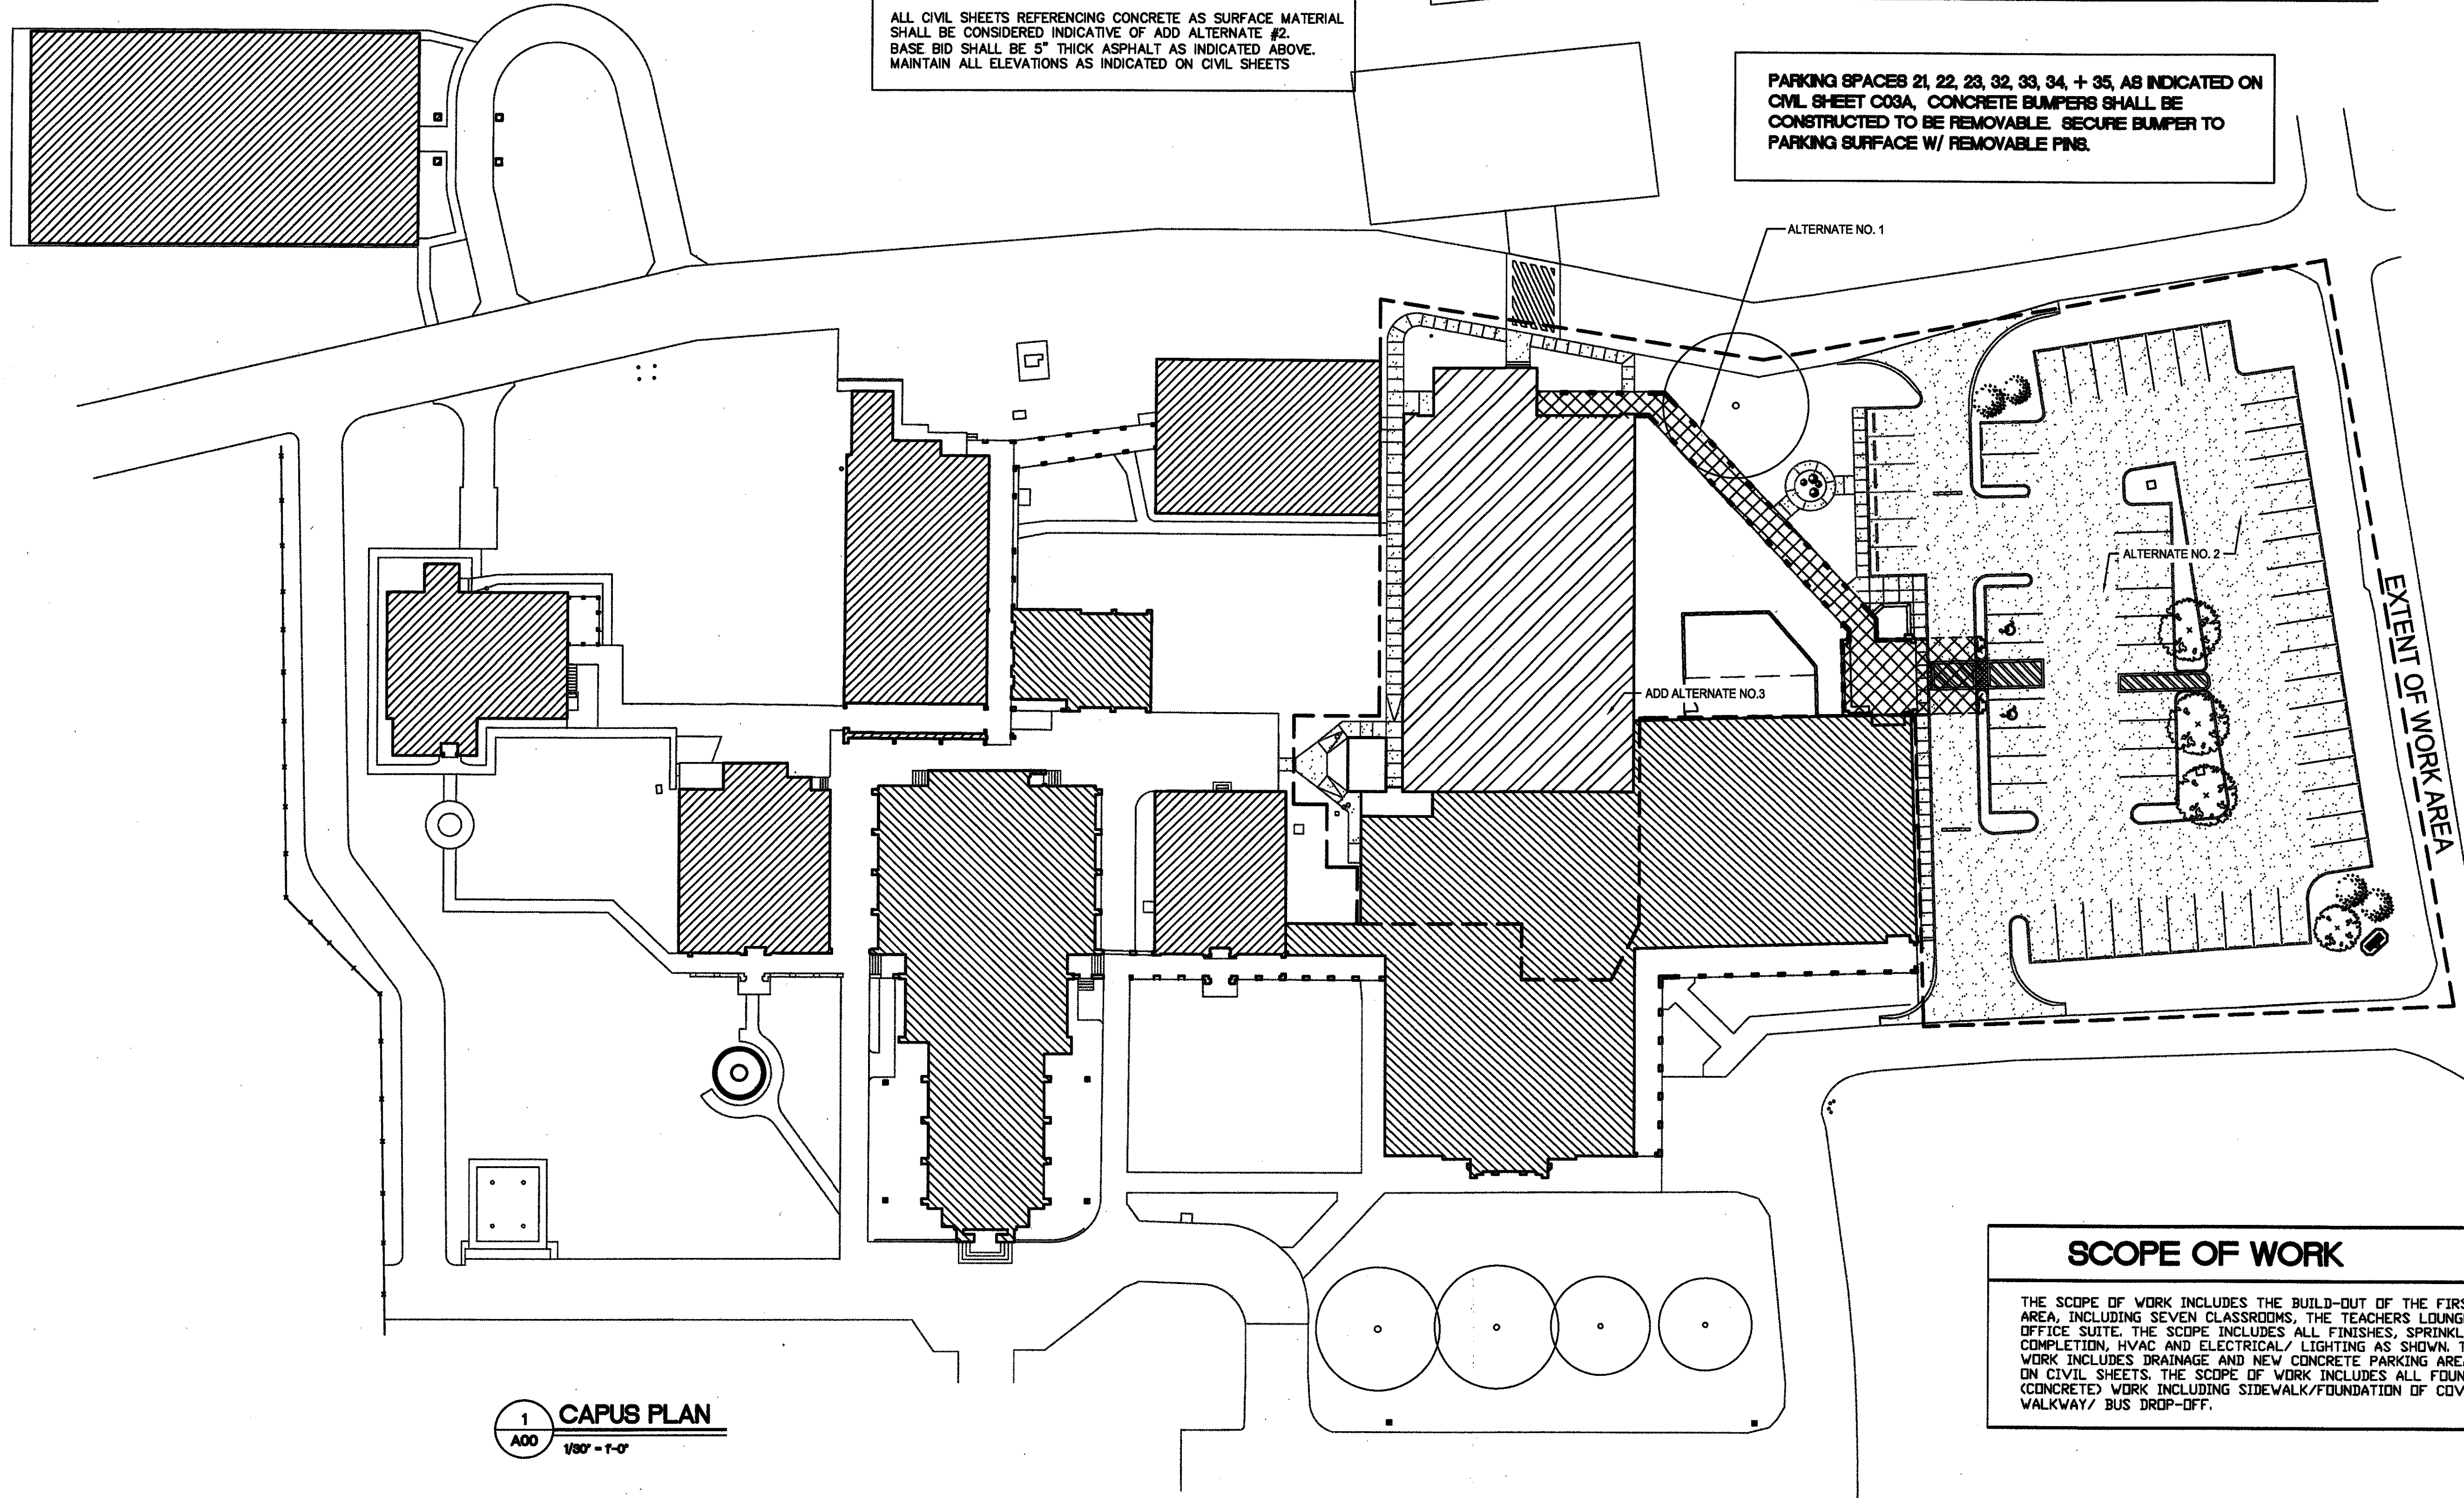 ALL CIVIL SHEETS REFERENCING CONCRETE AS SURFACE MATERIAL
SHALL BE CONSIDERED INDICATIVE OF ADD ALTERNATE #2.
BASE BID SHALL BE 5" THICK ASPHALT AS INDICATED ABOVE.
MAINTAIN ALL ELEVATIONS AS INDICATED ON CIVIL SHEETS
PARKING SPACES 21, 22, 23, 32, 33, 34, + 35, AS INDICATED ON
CIVIL SHEET C03A, CONCRETE BUMPERS SHALL BE
CONSTRUCTED TO BE REMOVABLE. SECURE BUMPER TO
PARKING SURFACE W/ REMOVABLE PINS.
ALTERNATE NO. 1
ALTERNATE NO. 2
ADD ALTERNATE NO.3
EXTENT OF WORK AREA
SCOPE OF WORK
THE SCOPE OF WORK INCLUDES THE BUILD-OUT OF THE FIRS
AREA, INCLUDING SEVEN CLASSROOMS, THE TEACHERS LOUNG
OFFICE SUITE. THE SCOPE INCLUDES ALL FINISHES, SPRINKL
COMPLETION, HVAC AND ELECTRICAL/ LIGHTING AS SHOWN. T
WORK INCLUDES DRAINAGE AND NEW CONCRETE PARKING ARE
ON CIVIL SHEETS. THE SCOPE OF WORK INCLUDES ALL FOUN
(CONCRETE) WORK INCLUDING SIDEWALK/FOUNDATION OF COV
WALKWAY/ BUS DROP-OFF.
1
A00
CAPUS PLAN
1/30" = 1'-0"